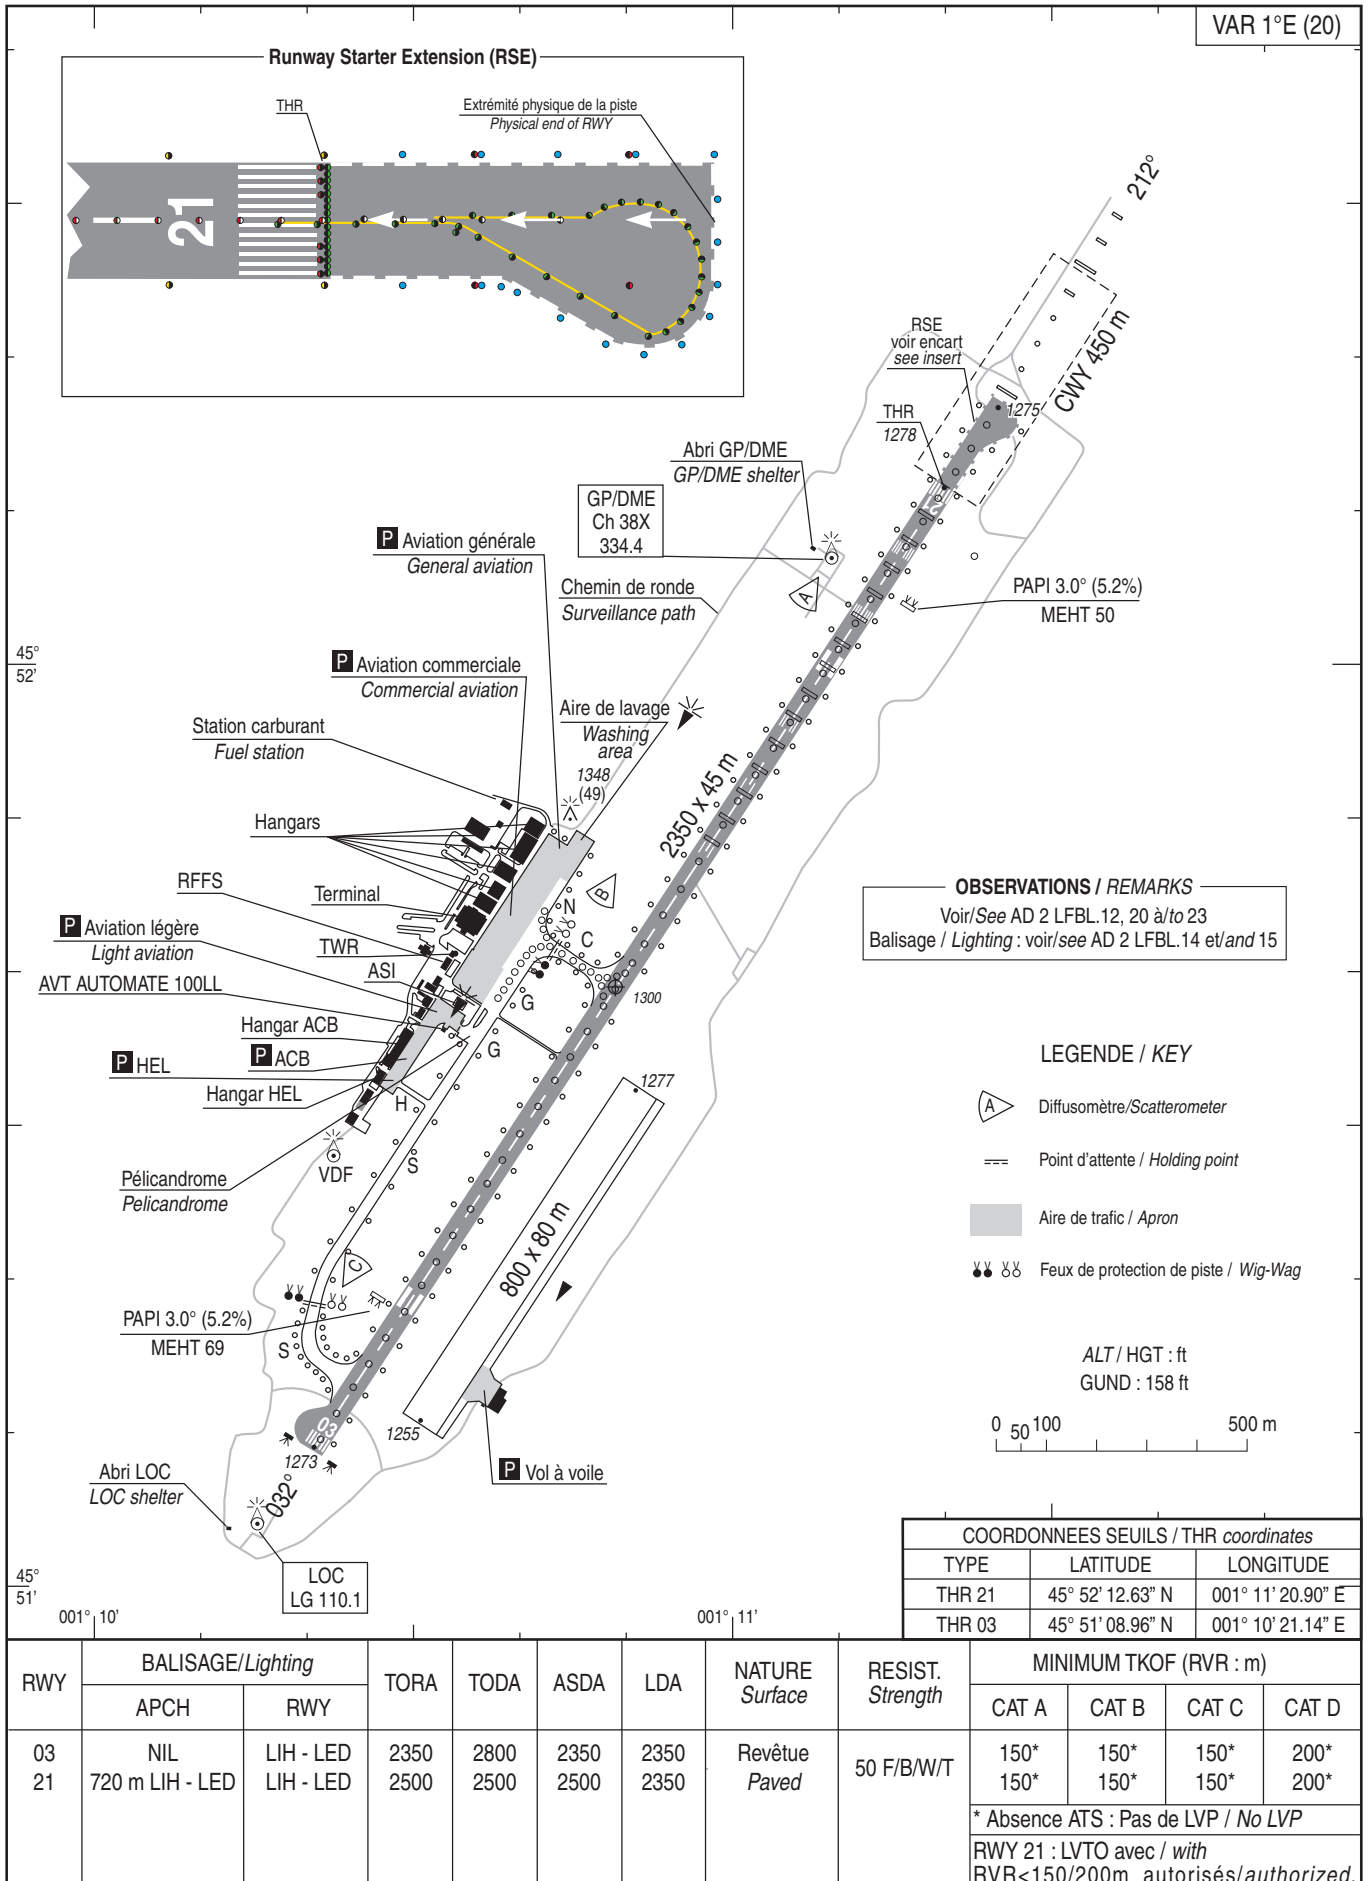 VAR 1°E (20)
Runway Starter Extension (RSE)
THR
Extrémité physique de la piste
Physical end of RWY
21
212°
RSE
voir encart
see insert
CWY 450 m
1275
THR
1278
21
Abri GP/DME
GP/DME shelter
GP/DME
Ch 38X
334.4
P Aviation générale
General aviation
A
Chemin de ronde
Surveillance path
PAPI 3.0° (5.2%)
MEHT 50
45°
52'
P Aviation commerciale
Commercial aviation
Aire de lavage
Washing
area
Station carburant
Fuel station
1348
(49)
2350 x 45 m
Hangars
RFFS
Terminal
B
N
C
OBSERVATIONS / REMARKS
Voir/See AD 2 LFBL.12, 20 à/to 23
Balisage / Lighting : voir/see AD 2 LFBL.14 et/and 15
P Aviation légère
Light aviation
TWR
ASI
AVT AUTOMATE 100LL
G
1300
Hangar ACB
G
P HEL
P ACB
Hangar HEL
H
1277
LEGENDE / KEY
A Diffusomètre/Scatterometer
Point d'attente / Holding point
Aire de trafic / Apron
Feux de protection de piste / Wig-Wag
VDF
S
Pélicandrome
Pelicandrome
800 x 80 m
C
PAPI 3.0° (5.2%)
MEHT 69
S
ALT / HGT : ft
GUND : 158 ft
0 50 100 500 m
03
1255
1273
032°
Abri LOC
LOC shelter
P Vol à voile
LOC
LG 110.1
45°
51'
001° 10'
001° 11'
COORDONNEES SEUILS / THR coordinates
TYPE LATITUDE LONGITUDE
THR 21 45° 52' 12.63" N 001° 11' 20.90" E
THR 03 45° 51' 08.96" N 001° 10' 21.14" E
RWY BALISAGE/Lighting TORA TODA ASDA LDA NATURE Surface RESIST. Strength MINIMUM TKOF (RVR : m)
APCH RWY CAT A CAT B CAT C CAT D
03 NIL LIH - LED 2350 2800 2350 2350 Revêtue 50 F/B/W/T 150* 150* 150* 200*
21 720 m LIH - LED LIH - LED 2500 2500 2500 2350 Paved 150* 150* 150* 200*
* Absence ATS : Pas de LVP / No LVP
RWY 21 : LVTO avec / with
RVR<150/200m autorisés/authorized.